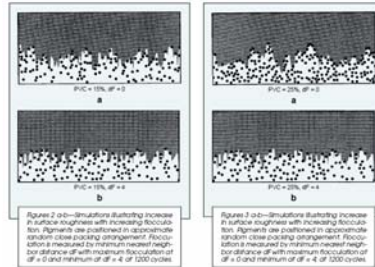 PVC = 15%, dF = 0
a
PVC = 15%, dF = 4
b
Figures 2 a-b—Simulations illustrating increase
in surface roughness with increasing floccula-
tion. Pigments are positioned in approximate
random close packing arrangement. Floccu-
lation is measured by minimum nearest neigh-
bor distance dF with maximum flocculation at
dF = 0 and minimum at dF = 4; at 1200 cycles
PVC = 25%, dF = 0
a
PVC = 25%, dF = 4
b
Figures 3 a-b—Simulations illustrating increase
in surface roughness with increasing floccula-
tion. Pigments are positioned in approximate
random close packing arrangement. Floccu-
lation is measured by minimum nearest neigh-
bor distance dF with maximum flocculation at
dF = 0 and minimum at dF = 4; at 1200 cycles